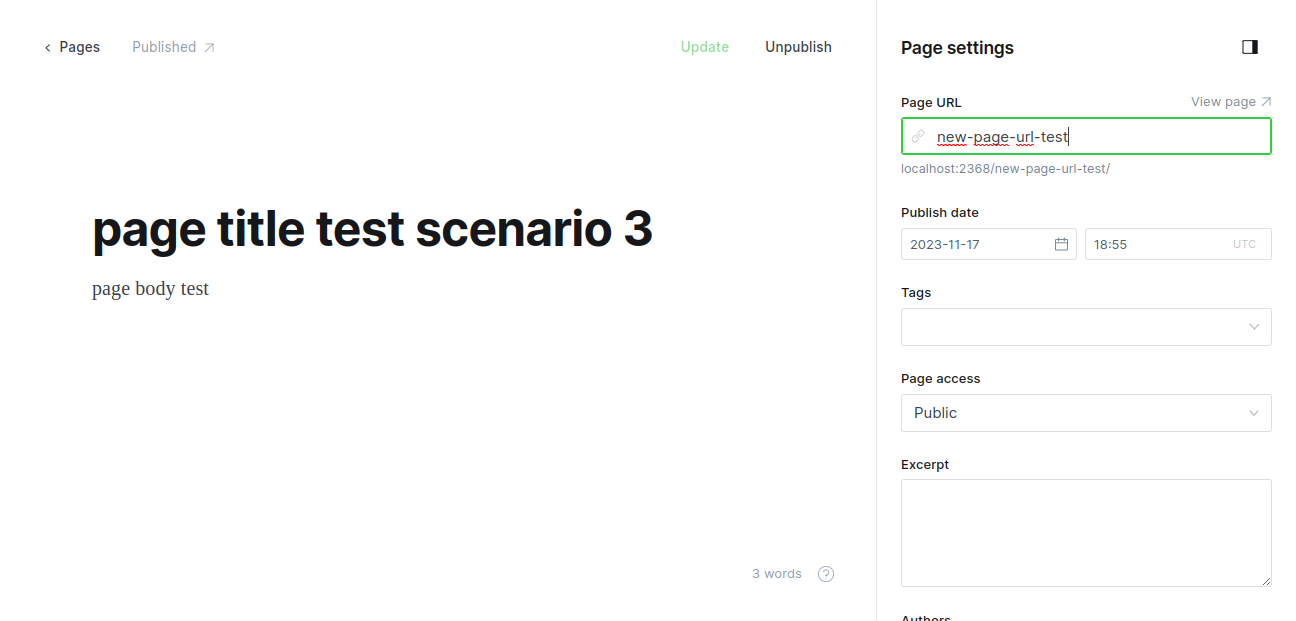 Pages
Published
Update
Unpublish
page title test scenario 3
page body test
3 words
?
Page settings
Page URL
View page
new-page-url-test
localhost:2368/new-page-url-test/
Publish date
2023-11-17
18:55
UTC
Tags
Page access
Public
Excerpt
Authors